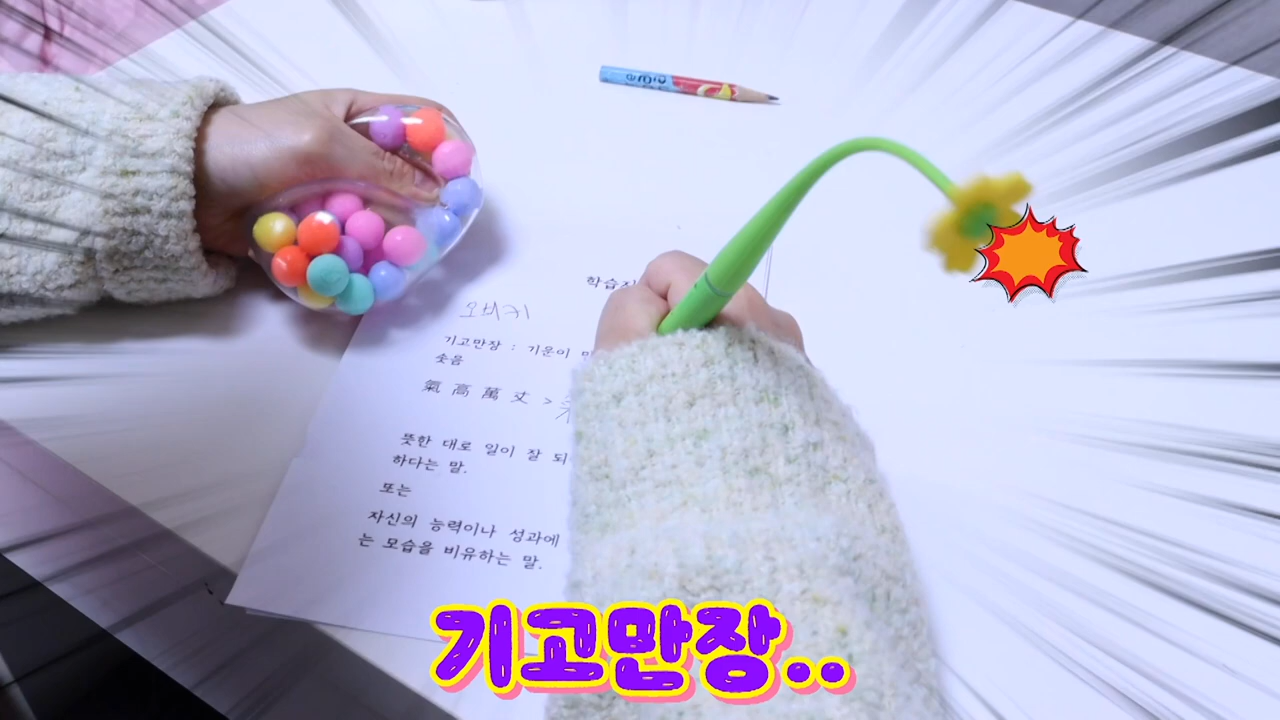 학습지
오비키
기고만장 : 기운이
솟음
氣高萬丈 >
뜻한 대로 일이 잘 되
하다는 말.
또는
자신의 능력이나 성과에
는 모습을 비유하는 말.
기고만장..